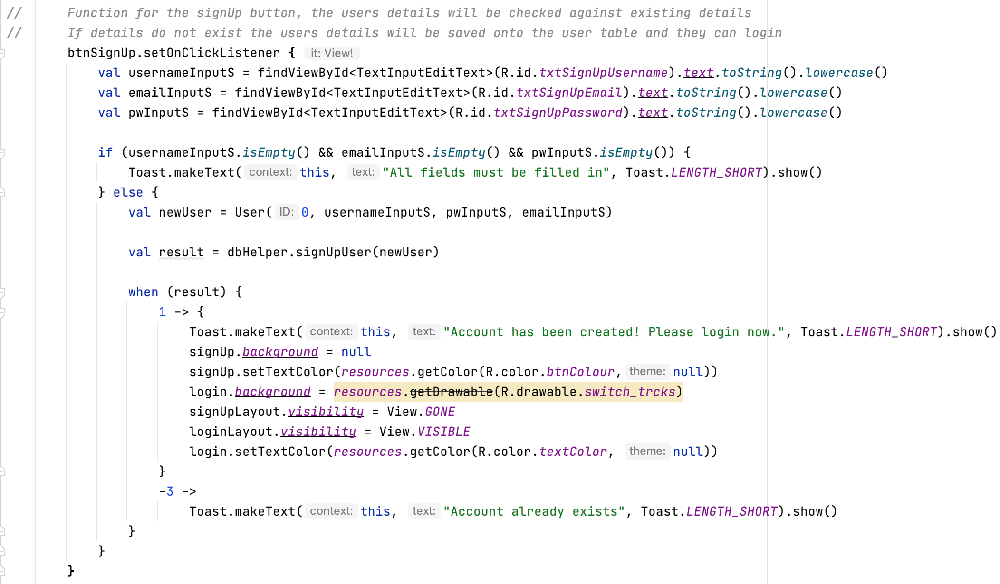 //      Function for the signUp button, the users details will be checked against existing details
//      If details do not exist the users details will be saved onto the user table and they can login
btnSignUp.setOnClickListener { it: View!
val usernameInputS = findViewById<TextInputEditText>(R.id.txtSignUpUsername).text.toString().lowercase()
val emailInputS = findViewById<TextInputEditText>(R.id.txtSignUpEmail).text.toString().lowercase()
val pwInputS = findViewById<TextInputEditText>(R.id.txtSignUpPassword).text.toString().lowercase()
if (usernameInputS.isEmpty() && emailInputS.isEmpty() && pwInputS.isEmpty()) {
Toast.makeText( context: this, text: "All fields must be filled in", Toast.LENGTH_SHORT).show()
} else {
val newUser = User( ID: 0, usernameInputS, pwInputS, emailInputS)
val result = dbHelper.signUpUser(newUser)
when (result) {
1 -> {
Toast.makeText( context: this, text: "Account has been created! Please login now.", Toast.LENGTH_SHORT).show()
signUp.background = null
signUp.setTextColor(resources.getColor(R.color.btnColour, theme: null))
login.background = resources.getDrawable(R.drawable.switch_trcks)
signUpLayout.visibility = View.GONE
loginLayout.visibility = View.VISIBLE
login.setTextColor(resources.getColor(R.color.textColor, theme: null))
}
-3 ->
Toast.makeText( context: this, text: "Account already exists", Toast.LENGTH_SHORT).show()
}
}
}